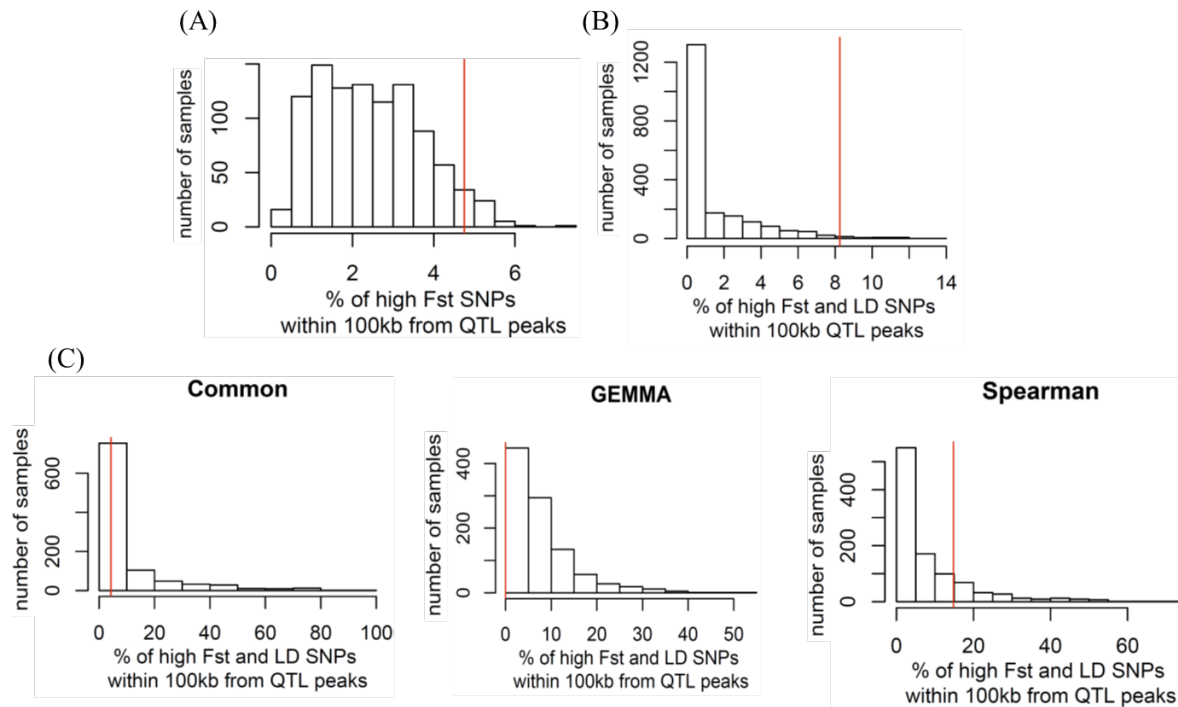 (A)
number of samples
0 50 100
0 2 4 6
% of high Fst SNPs
within 100kb from QTL peaks
(B)
number of samples
0 400 800 1200
0 2 4 6 8 10 14
% of high Fst and LD SNPs
within 100kb QTL peaks
(C)
Common
number of samples
0 200 600
0 20 40 60 80 100
% of high Fst and LD SNPs
within 100kb from QTL peaks
GEMMA
number of samples
0 200 400
0 10 20 30 40 50
% of high Fst and LD SNPs
within 100kb from QTL peaks
Spearman
number of samples
0 200 400
0 20 40 60
% of high Fst and LD SNPs
within 100kb from QTL peaks